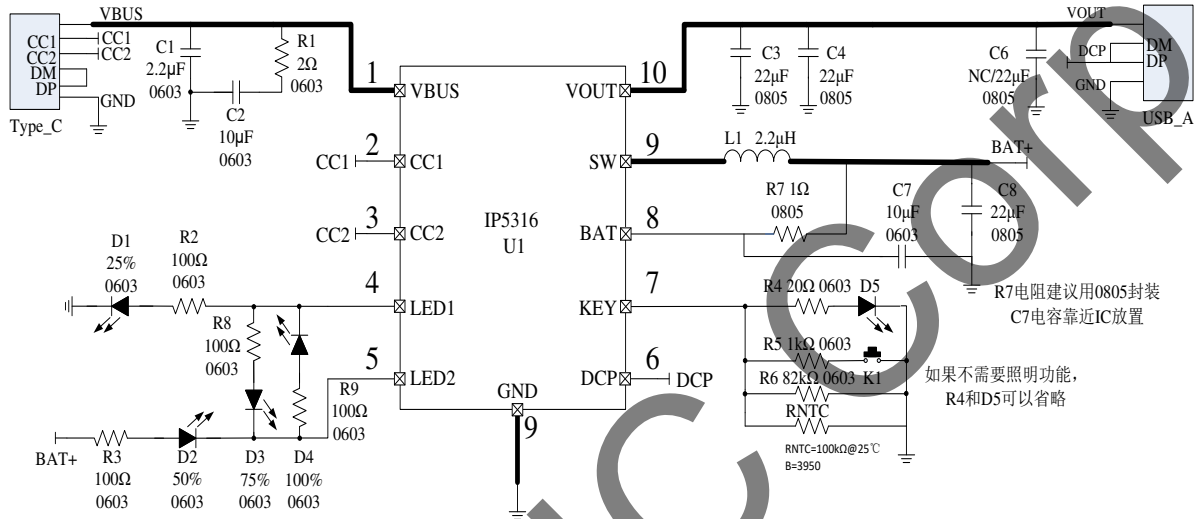 VBUS
CC1
CC1
CC2
CC2
DM
DP
GND
Type_C
C1
2.2μF
0603
R1
2Ω
0603
C2
10μF
0603
1
VBUS
2
CC1
CC1
3
CC2
CC2
4
LED1
5
LED2
IP5316
U1
GND
9
10
VOUT
9
SW
8
BAT
7
KEY
6
DCP
DCP
VOUT
C3
22μF
0805
C4
22μF
0805
C6
NC/22μF
0805
DCP
DM
DP
GND
USB_A
L1 2.2μH
BAT+
R7 1Ω
0805
C7
10μF
0603
C8
22μF
0805
R4 20Ω 0603 D5
R5 1kΩ 0603
R6 82kΩ 0603 K1
RNTC
RNTC=100kΩ@25℃
B=3950
R7电阻建议用0805封装
C7电容靠近IC放置
如果不需要照明功能，
R4和D5可以省略
D1
25%
0603
R2
100Ω
0603
R8
100Ω
0603
R9
100Ω
0603
BAT+
R3
100Ω
0603
D2
50%
0603
D3
75%
0603
D4
100%
0603
Corp